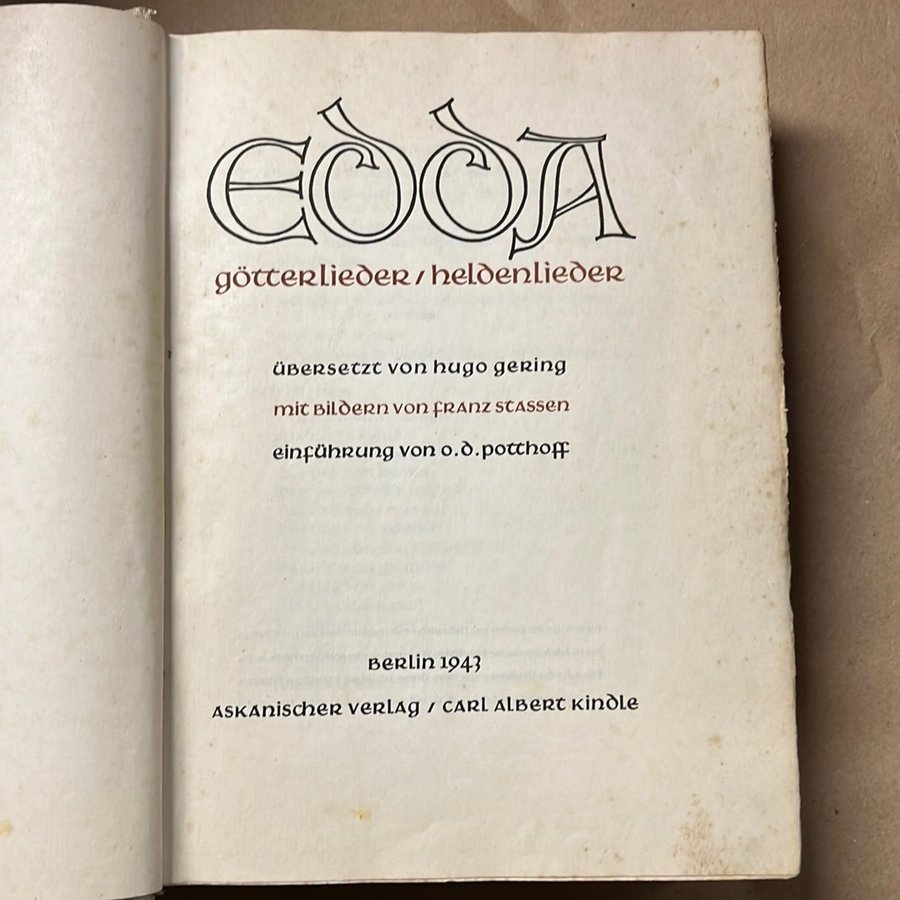 EDDA
götterlieder / heldenlieder
übersetzt von hugo gering
mit bildern von franz stassen
einführung von o.d. potthoff
berlin 1943
askanischer verlag / carl albert kindle